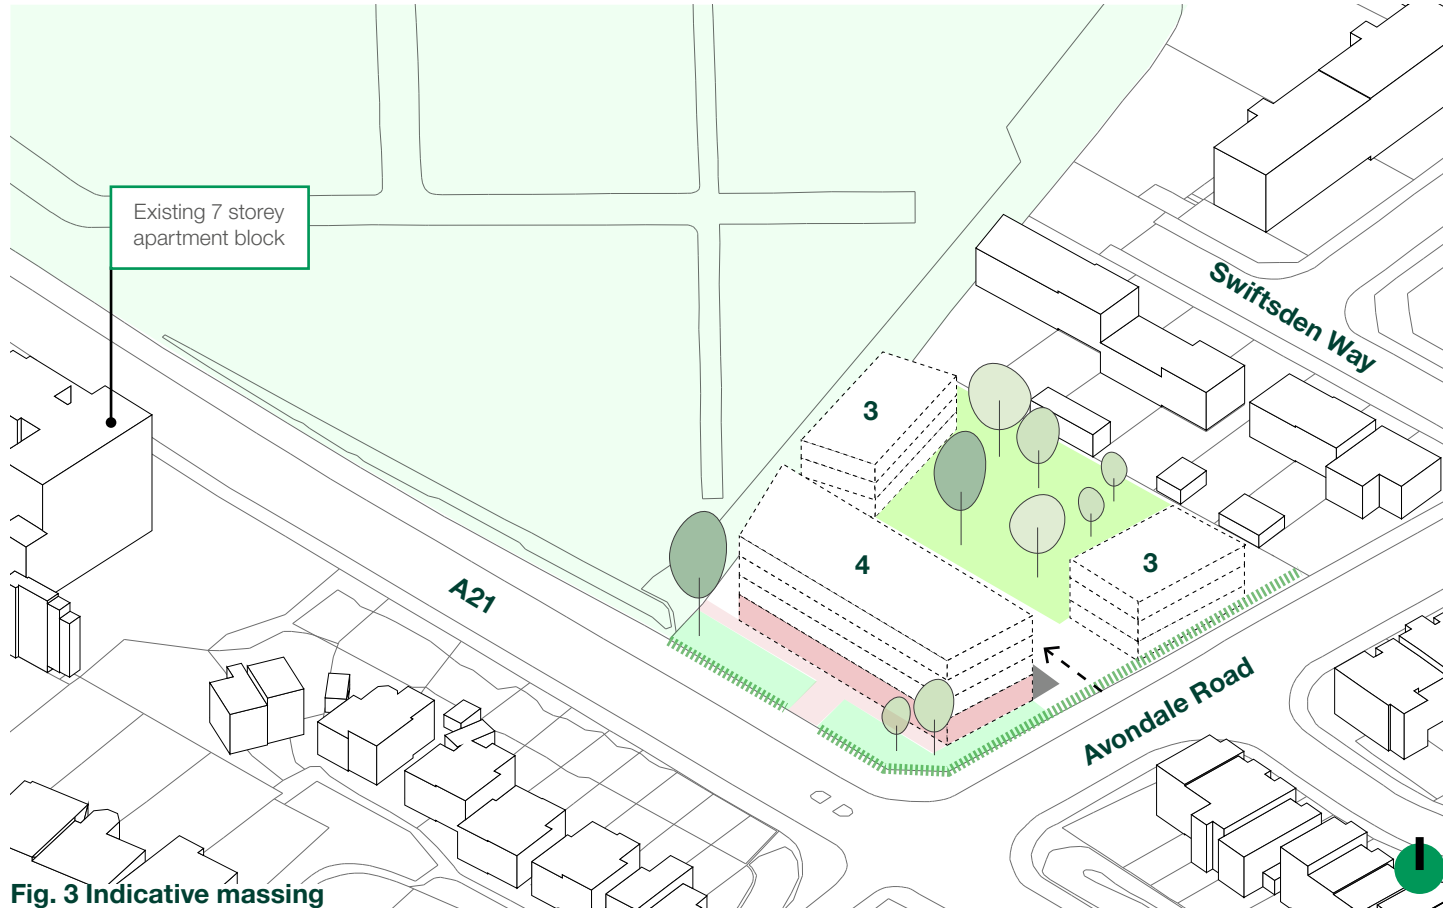 Existing 7 storey
apartment block
Swiftsden Way
3
4
3
A21
Avondale Road
Fig. 3 Indicative massing